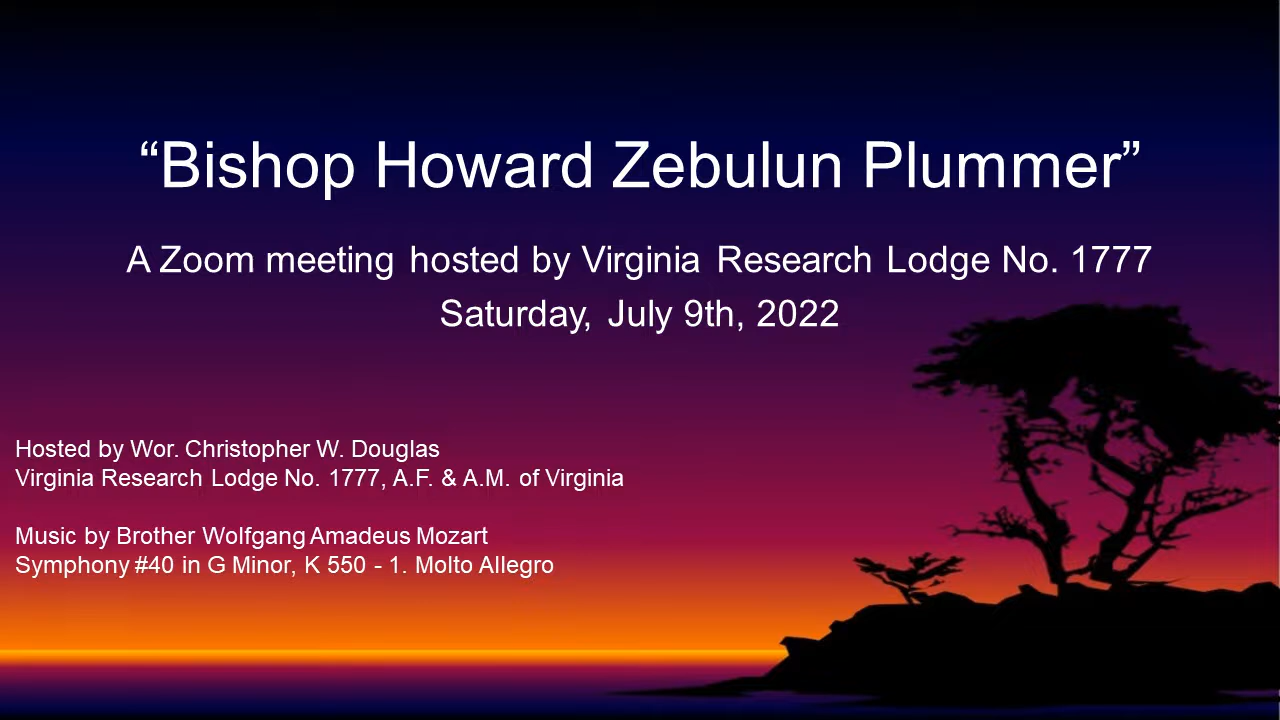 “Bishop Howard Zebulun Plummer”
A Zoom meeting hosted by Virginia Research Lodge No. 1777
Saturday, July 9th, 2022
Hosted by Wor. Christopher W. Douglas
Virginia Research Lodge No. 1777, A.F. & A.M. of Virginia
Music by Brother Wolfgang Amadeus Mozart
Symphony #40 in G Minor, K 550 - 1. Molto Allegro